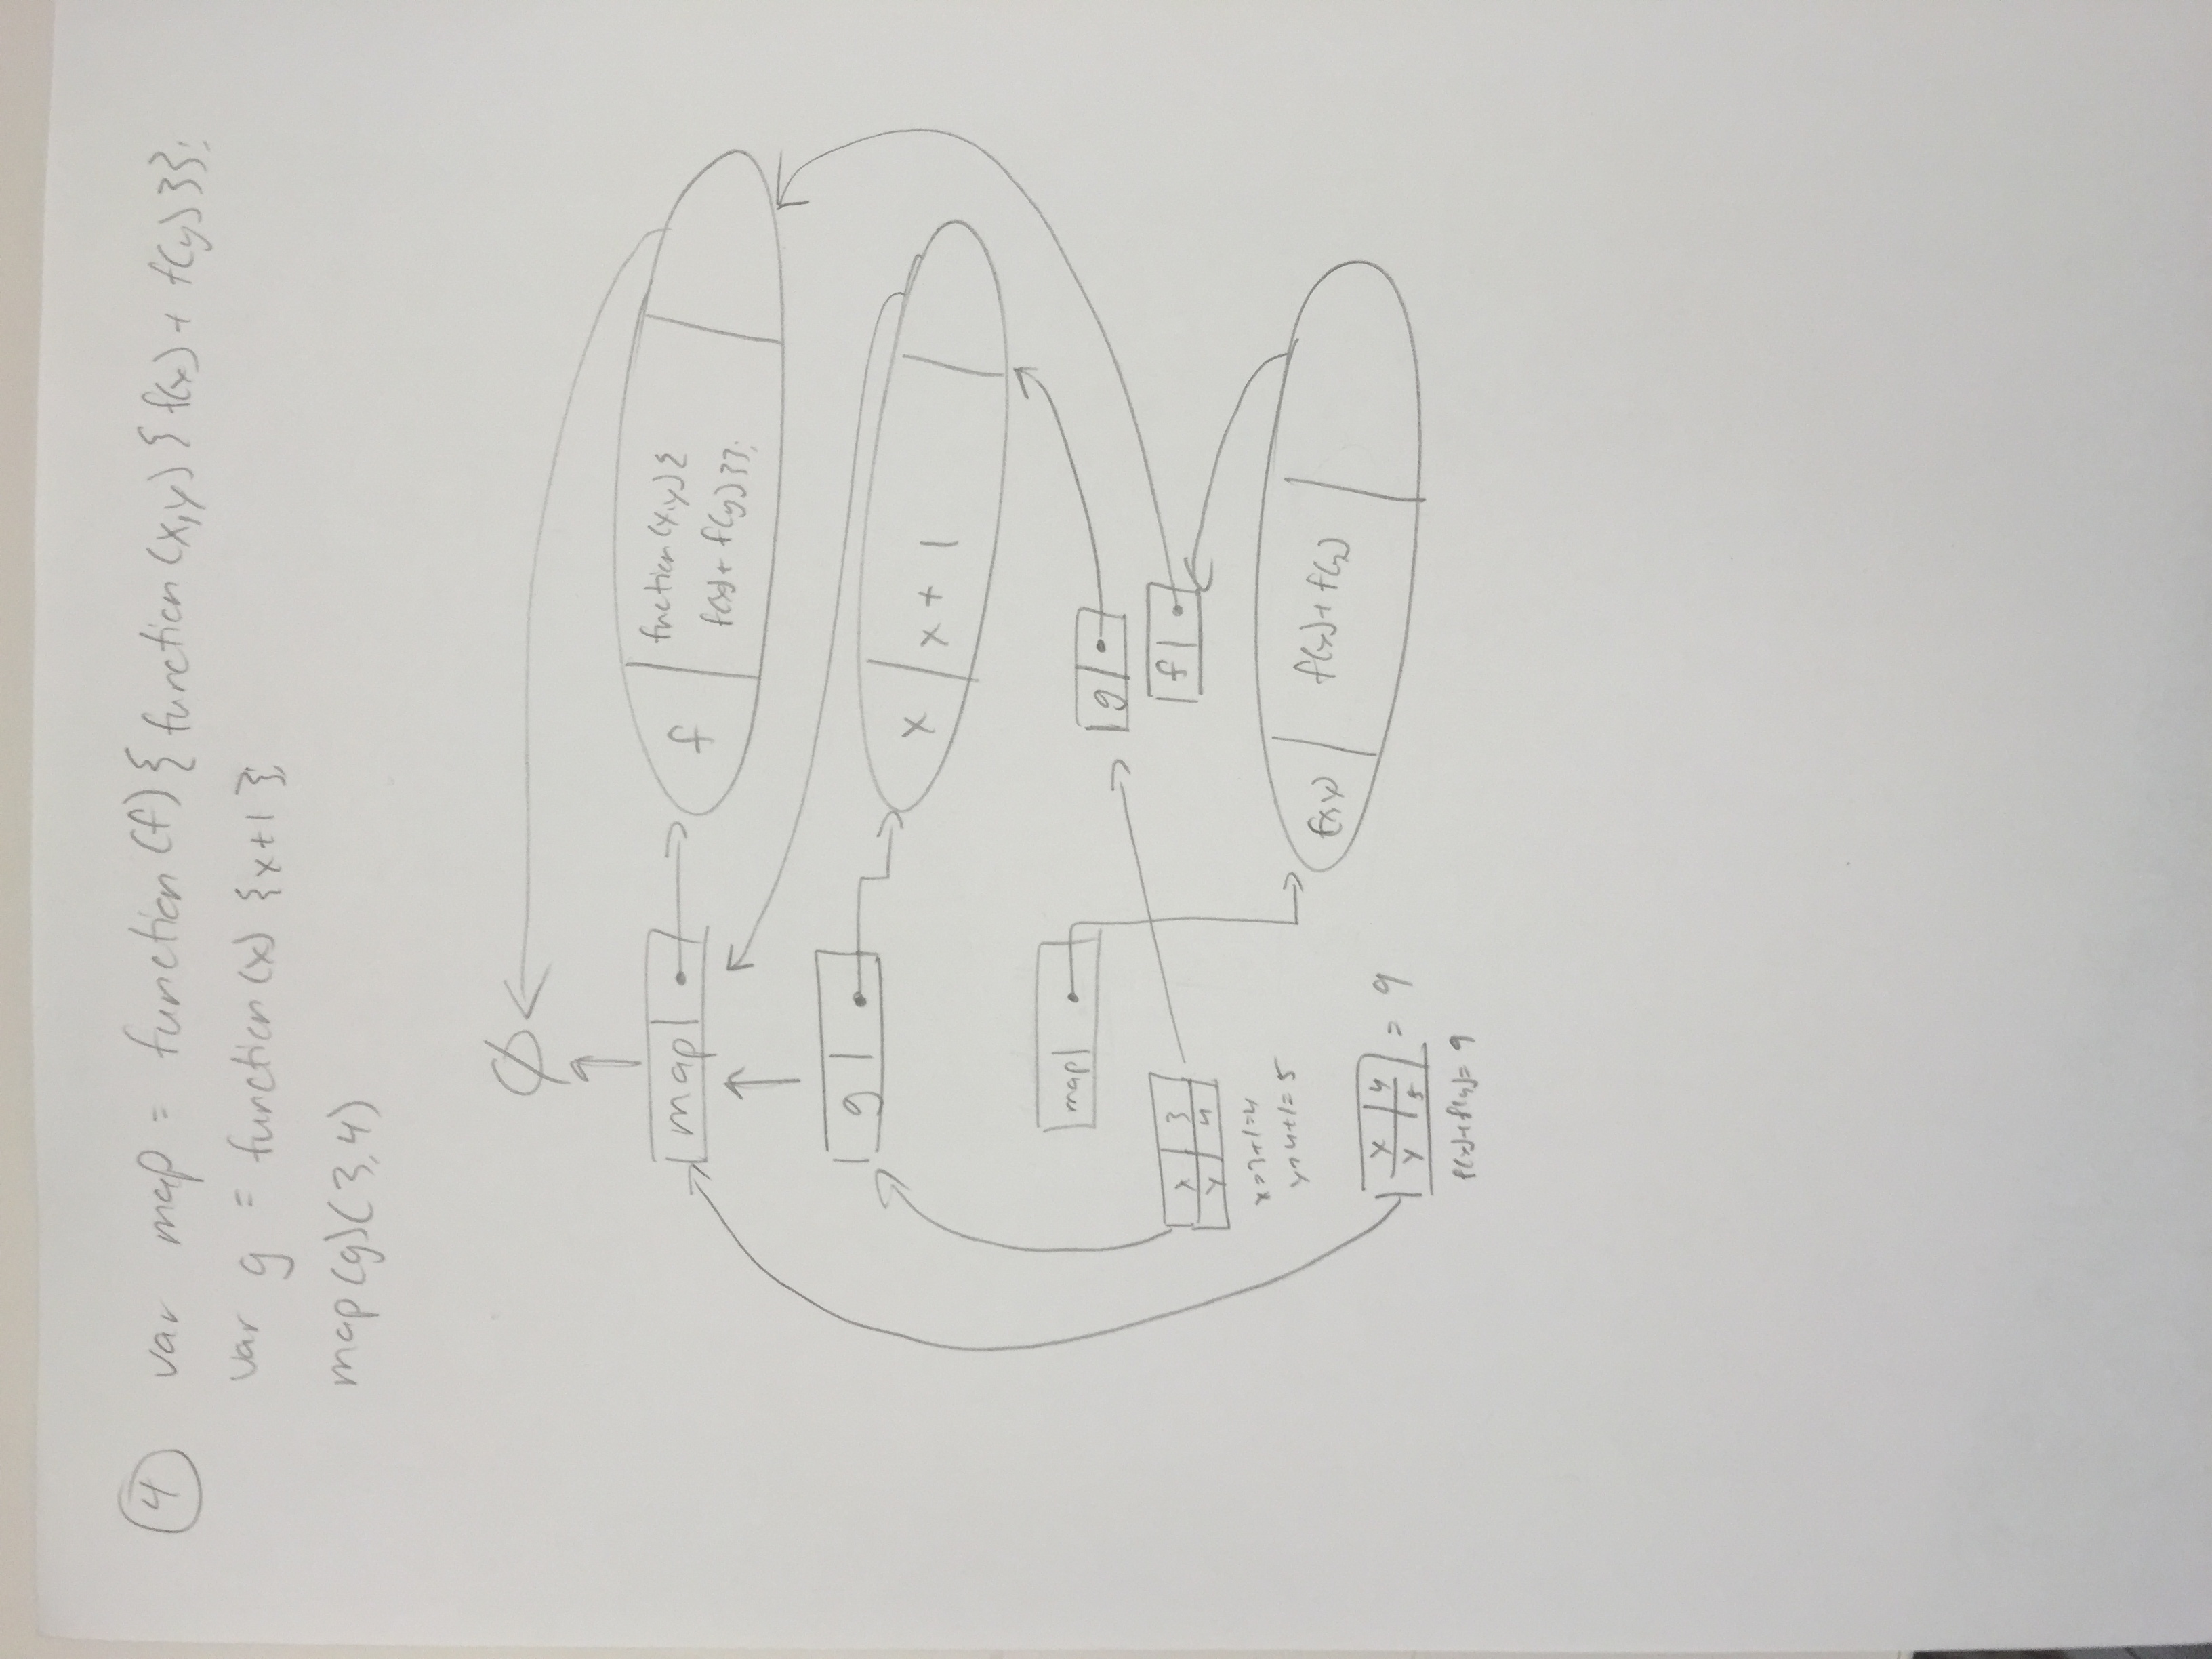 4 var map = function (f) { function (x,y) { f(x) + f(y) }};
var g = function (x) { x+1 };
map (g)(3,4)
∅
map
f
fnction (x,y) {
f(x) + f(y) }};
g
x
x + 1
map
g
f
x 3
y 4
x=3+1=4
y=4+1=5
(x,y)
f(x) + f(y)
x 4
y 5
= 9
f(x)+f(y)= 9